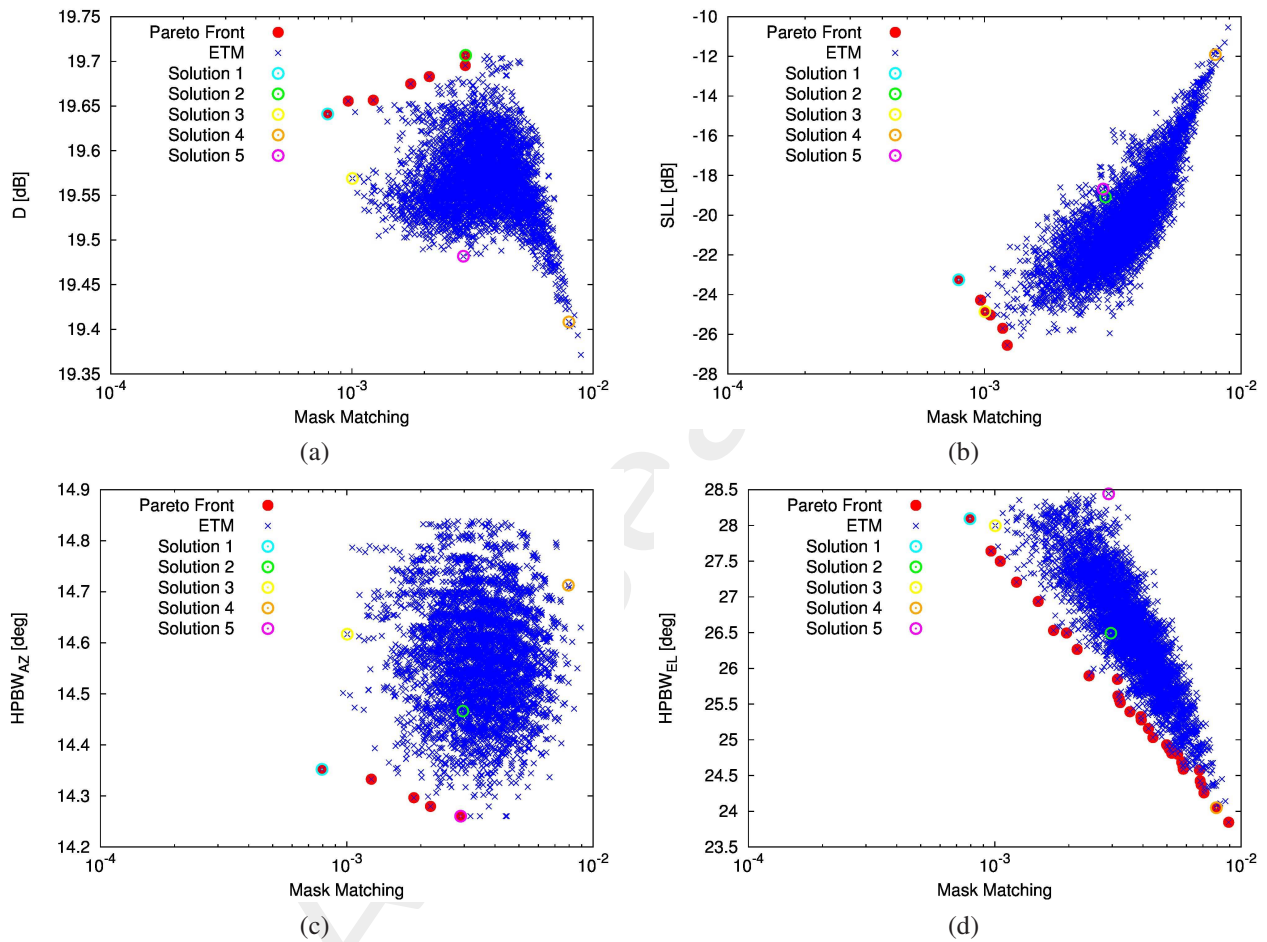 Pareto Front
ETM
Solution 1
Solution 2
Solution 3
Solution 4
Solution 5
19.75
19.7
19.65
19.6
19.55
19.5
19.45
19.4
19.35
D [dB]
10-4
10-3
10-2
Mask Matching
(a)
Pareto Front
ETM
Solution 1
Solution 2
Solution 3
Solution 4
Solution 5
-10
-12
-14
-16
-18
-20
-22
-24
-26
-28
SLL [dB]
10-4
10-3
10-2
Mask Matching
(b)
Pareto Front
ETM
Solution 1
Solution 2
Solution 3
Solution 4
Solution 5
14.9
14.8
14.7
14.6
14.5
14.4
14.3
14.2
HPBWAZ [deg]
10-4
10-3
10-2
Mask Matching
(c)
Pareto Front
ETM
Solution 1
Solution 2
Solution 3
Solution 4
Solution 5
28.5
28
27.5
27
26.5
26
25.5
25
24.5
24
23.5
HPBWEL [deg]
10-4
10-3
10-2
Mask Matching
(d)